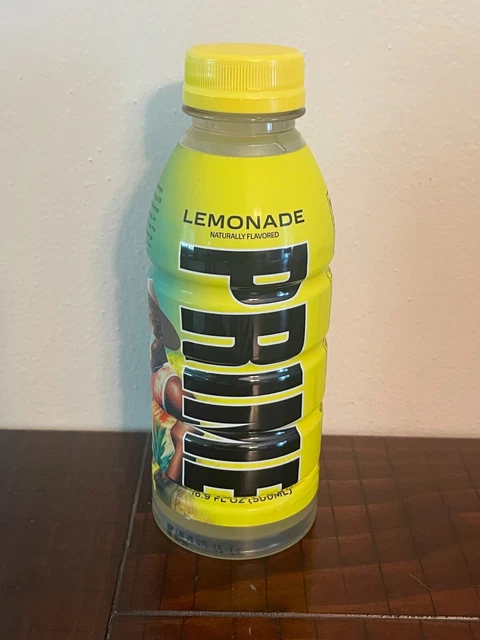 LEMONADE
NATURALLY FLAVORED
PRIME
16.9 FL OZ (500ML)